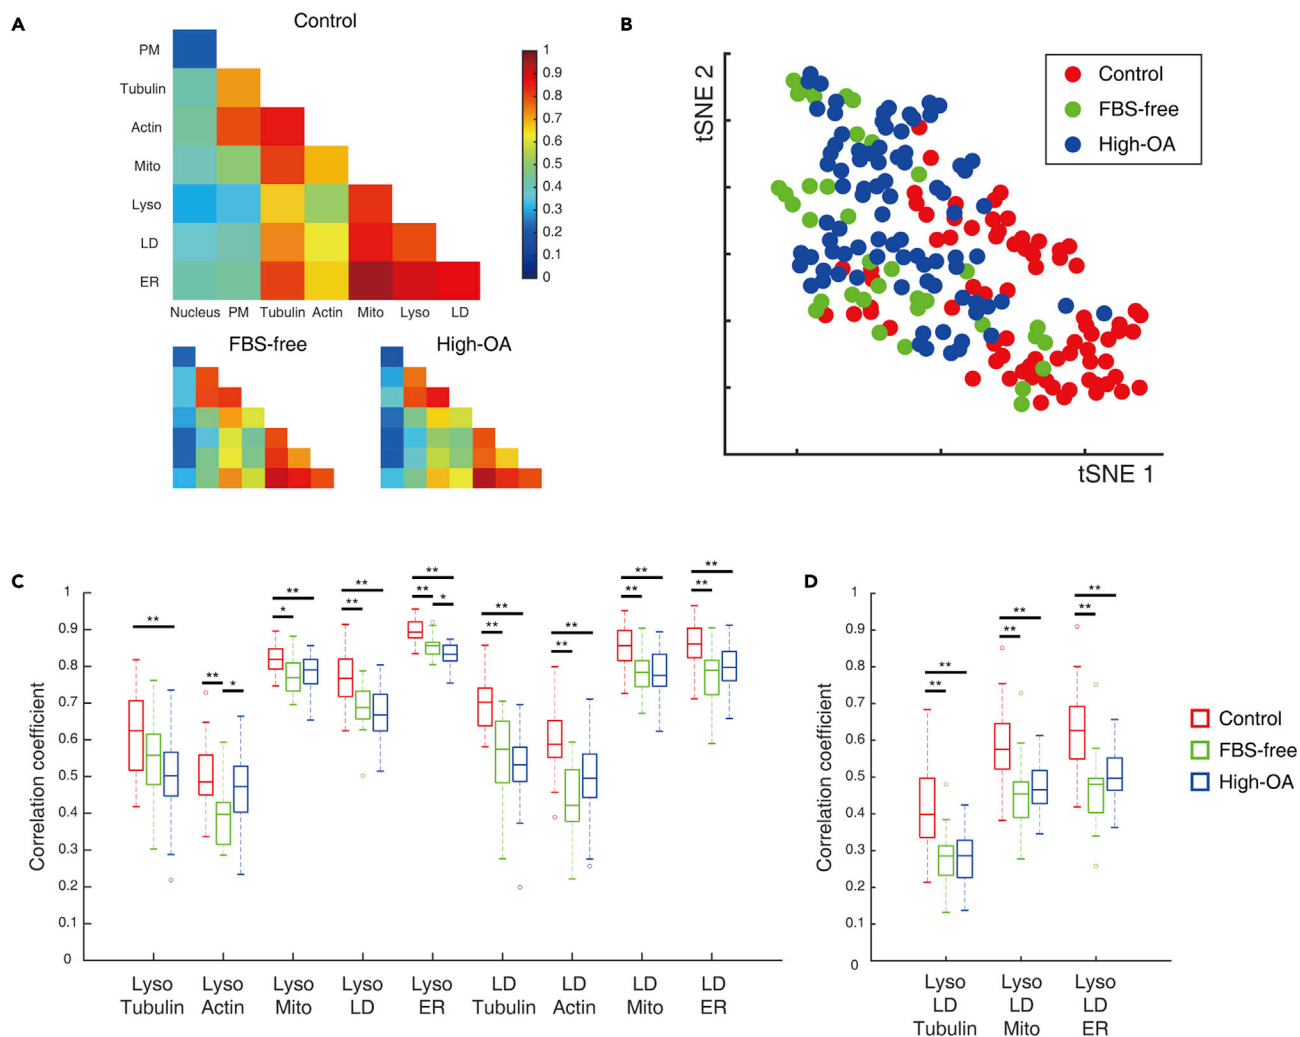 A
Control
PM
Tubulin
Actin
Mito
Lyso
LD
ER
Nucleus PM Tubulin Actin Mito Lyso LD
1
0.9
0.8
0.7
0.6
0.5
0.4
0.3
0.2
0.1
0
FBS-free
High-OA
B
tSNE 2
tSNE 1
Control
FBS-free
High-OA
C
Correlation coefficient
1
0.9
0.8
0.7
0.6
0.5
0.4
0.3
0.2
0.1
0
**
** *
* **
** **
** ** *
** **
** **
** **
** **
Lyso Lyso Lyso Lyso Lyso LD LD LD LD
Tubulin Actin Mito LD ER Tubulin Actin Mito ER
D
Correlation coefficient
1
0.9
0.8
0.7
0.6
0.5
0.4
0.3
0.2
0.1
0
** **
** **
** **
Lyso Lyso Lyso
LD LD LD
Tubulin Mito ER
Control
FBS-free
High-OA